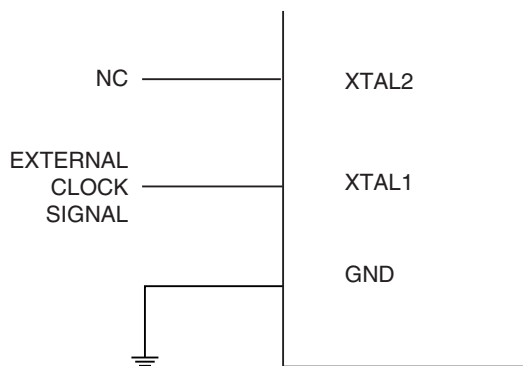 NC
XTAL2
EXTERNAL
CLOCK
SIGNAL
XTAL1
GND